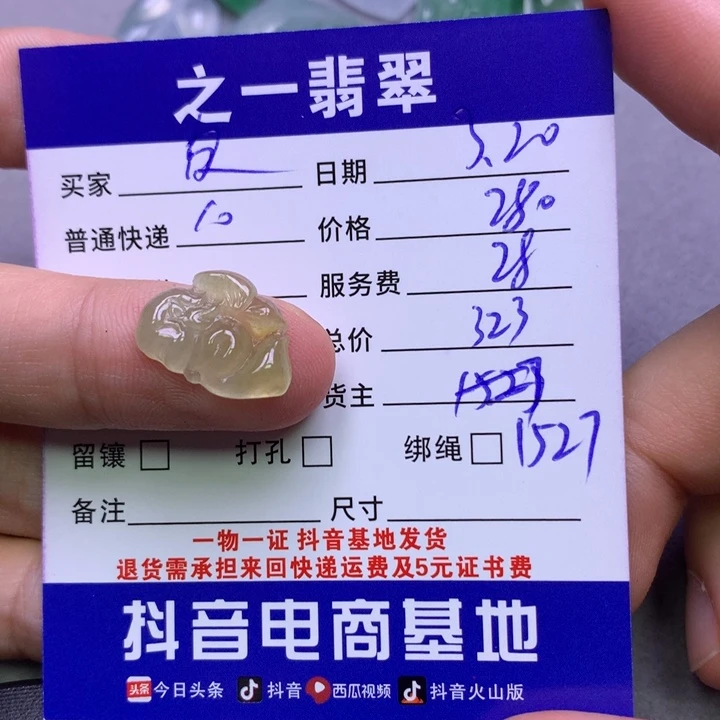 之一翡翠
买家 日期 3.20
普通快递 10 价格 280
服务费 28
总价 323
货主 1527
1527
留镶 打孔 绑绳
备注 尺寸
一物一证 抖音基地发货
退货需承担来回快递运费及5元证书费
抖音电商基地
头条 今日头条 抖音 西瓜视频 抖音火山版